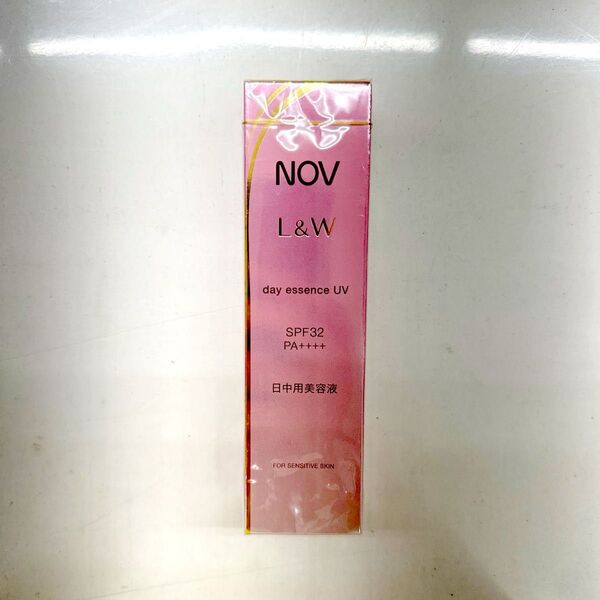 NOV
L&W
day essence UV
SPF32
PA++++
日中用美容液
FOR SENSITIVE SKIN